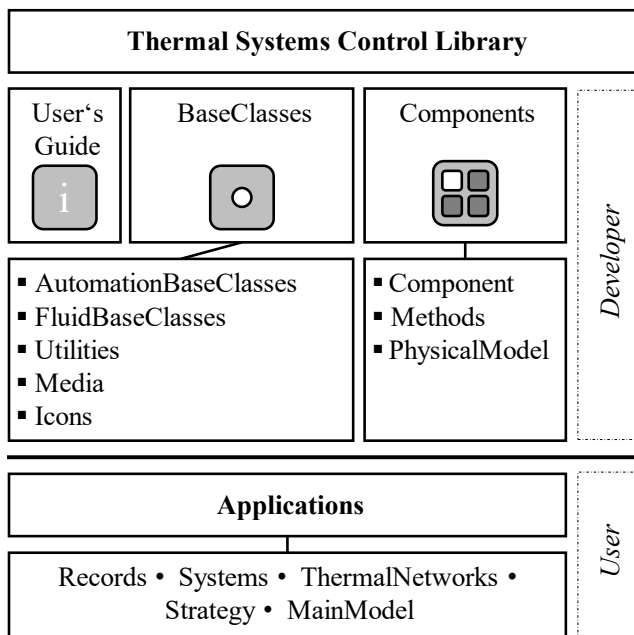 Thermal Systems Control Library
User‘s
Guide
i
BaseClasses
Components
▪ AutomationBaseClasses
▪ FluidBaseClasses
▪ Utilities
▪ Media
▪ Icons
▪ Component
▪ Methods
▪ PhysicalModel
Developer
Applications
Records • Systems • ThermalNetworks •
Strategy • MainModel
User